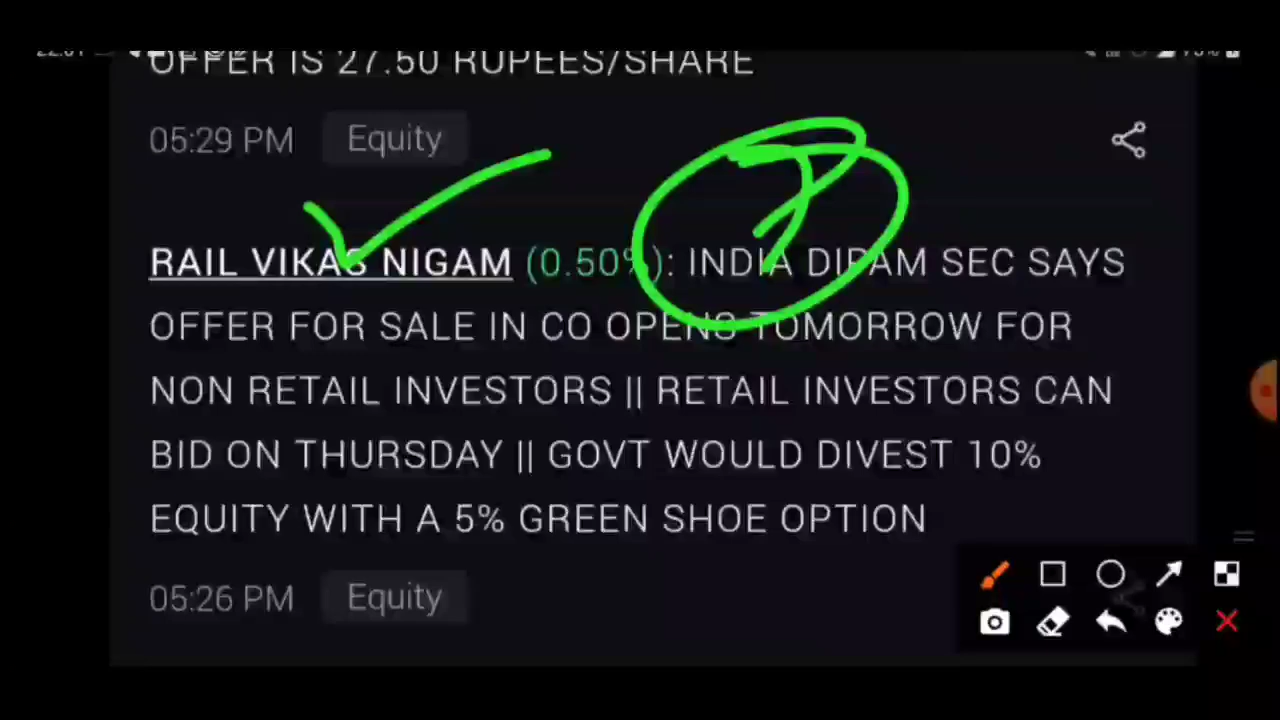 OFFER IS 27.50 RUPEES/SHARE
05:29 PM Equity
RAIL VIKAS NIGAM (0.50%): INDIA DIPAM SEC SAYS
OFFER FOR SALE IN CO OPENS TOMORROW FOR
NON RETAIL INVESTORS || RETAIL INVESTORS CAN
BID ON THURSDAY || GOVT WOULD DIVEST 10%
EQUITY WITH A 5% GREEN SHOE OPTION
05:26 PM Equity